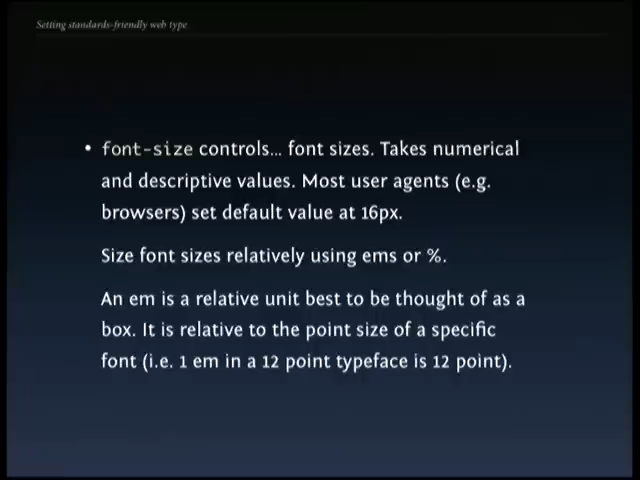 Setting standards-friendly web type
• font-size controls... font sizes. Takes numerical
and descriptive values. Most user agents (e.g.
browsers) set default value at 16px.
Size font sizes relatively using ems or %.
An em is a relative unit best to be thought of as a
box. It is relative to the point size of a specific
font (i.e. 1 em in a 12 point typeface is 12 point).